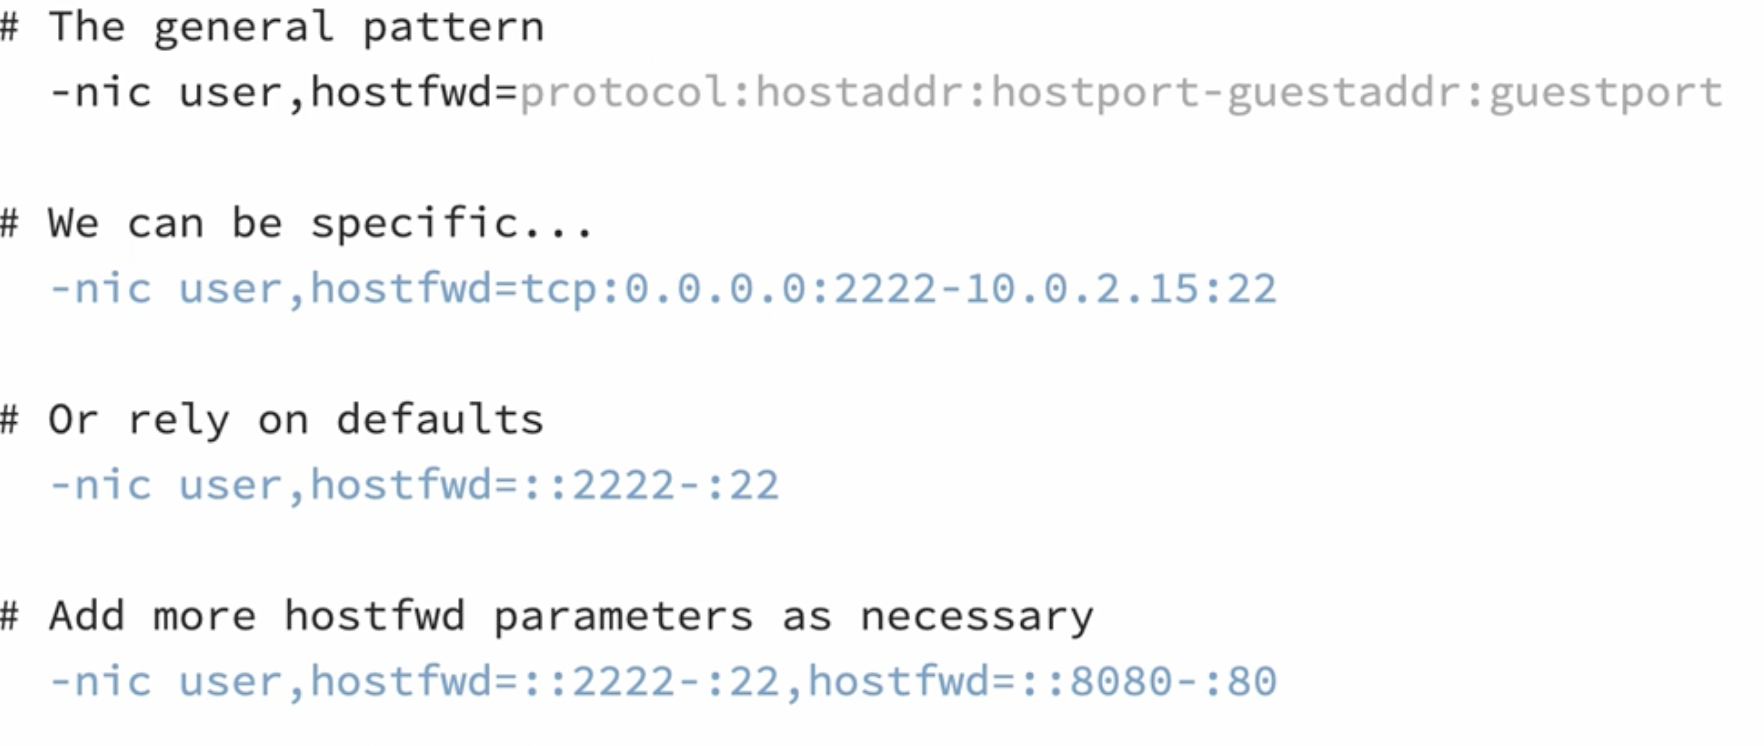 # The general pattern
-nic user,hostfwd=protocol:hostaddr:hostport-guestaddr:guestport
# We can be specific...
-nic user,hostfwd=tcp:0.0.0.0:2222-10.0.2.15:22
# Or rely on defaults
-nic user,hostfwd=::2222-:22
# Add more hostfwd parameters as necessary
-nic user,hostfwd=::2222-:22,hostfwd=::8080-:80